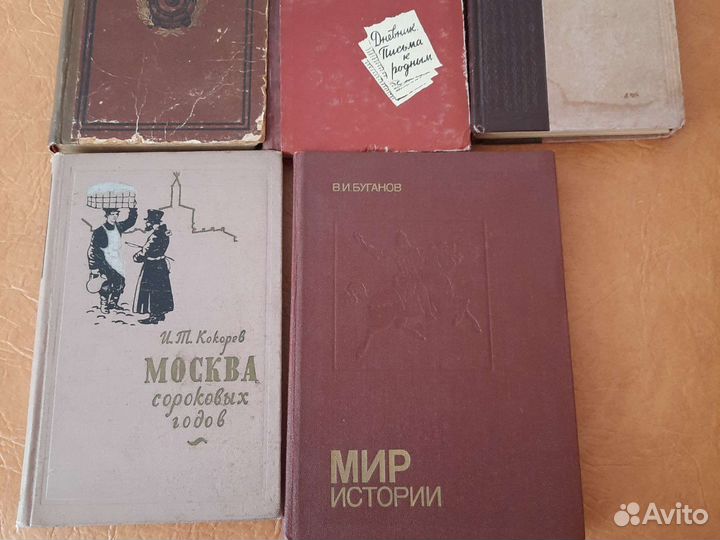 Дневник.
Письма
к
родным
В.И.БУГАНОВ
И.Т.Кокорев
МОСКВА
сороковых
годов
МИР
ИСТОРИИ
Avito